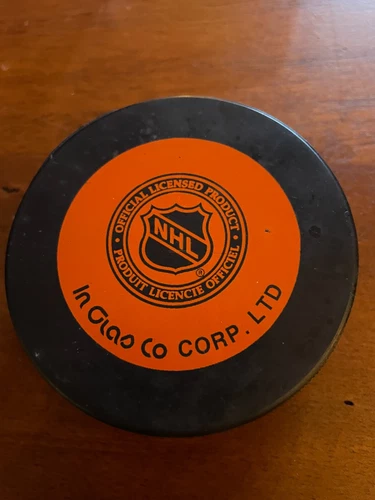 OFFICIAL LICENSED PRODUCT
NHL
®
PRODUIT LICENCIE OFFICIEL
In Glas Co CORP. LTD